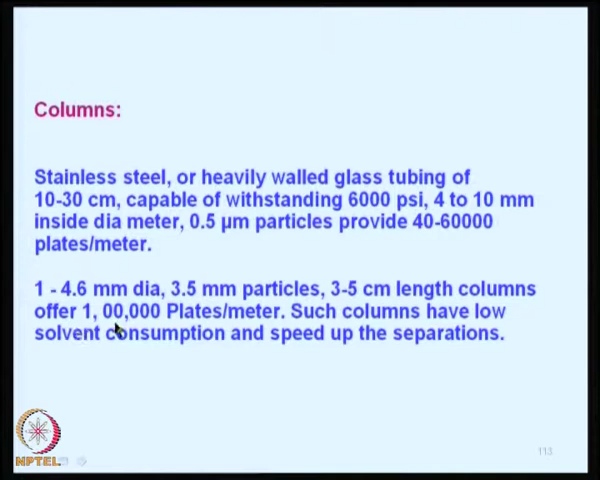 Columns:
Stainless steel, or heavily walled glass tubing of
10-30 cm, capable of withstanding 6000 psi, 4 to 10 mm
inside dia meter, 0.5 µm particles provide 40-60000
plates/meter.
1 - 4.6 mm dia, 3.5 mm particles, 3-5 cm length columns
offer 1, 00,000 Plates/meter. Such columns have low
solvent consumption and speed up the separations.
NPTEL
113